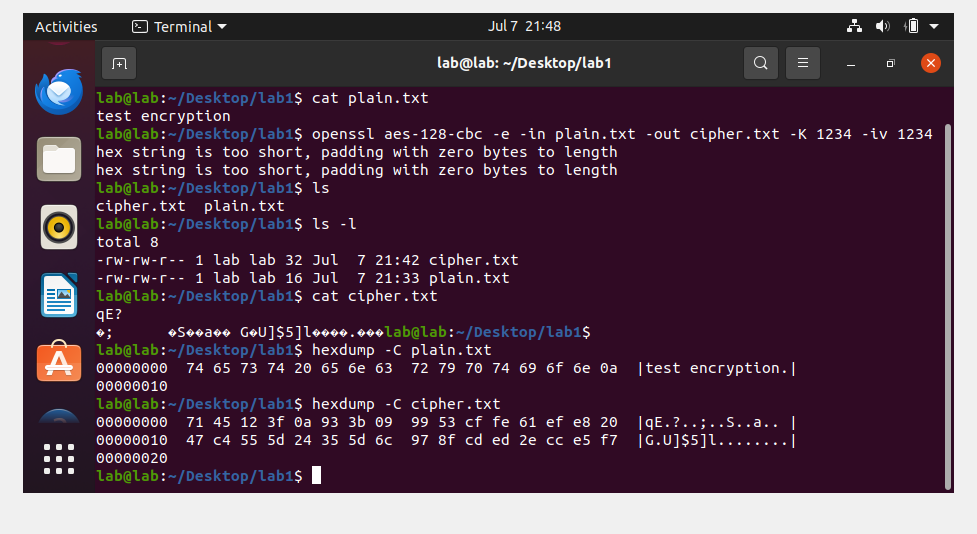 Activities Terminal Jul 7 21:48
lab@lab: ~/Desktop/lab1
lab@lab:~/Desktop/lab1$ cat plain.txt
test encryption
lab@lab:~/Desktop/lab1$ openssl aes-128-cbc -e -in plain.txt -out cipher.txt -K 1234 -iv 1234
hex string is too short, padding with zero bytes to length
hex string is too short, padding with zero bytes to length
lab@lab:~/Desktop/lab1$ ls
cipher.txt  plain.txt
lab@lab:~/Desktop/lab1$ ls -l
total 8
-rw-rw-r-- 1 lab lab 32 Jul  7 21:42 cipher.txt
-rw-rw-r-- 1 lab lab 16 Jul  7 21:33 plain.txt
lab@lab:~/Desktop/lab1$ cat cipher.txt
qE?
�;      �S��a�� G�U]$5]l����.���lab@lab:~/Desktop/lab1$
lab@lab:~/Desktop/lab1$ hexdump -C plain.txt
00000000  74 65 73 74 20 65 6e 63  72 79 70 74 69 6f 6e 0a  |test encryption.|
00000010
lab@lab:~/Desktop/lab1$ hexdump -C cipher.txt
00000000  71 45 12 3f 0a 93 3b 09  99 53 cf fe 61 ef e8 20  |qE.?..;..S..a.. |
00000010  47 c4 55 5d 24 35 5d 6c  97 8f cd ed 2e cc e5 f7  |G.U]$5]l........|
00000020
lab@lab:~/Desktop/lab1$